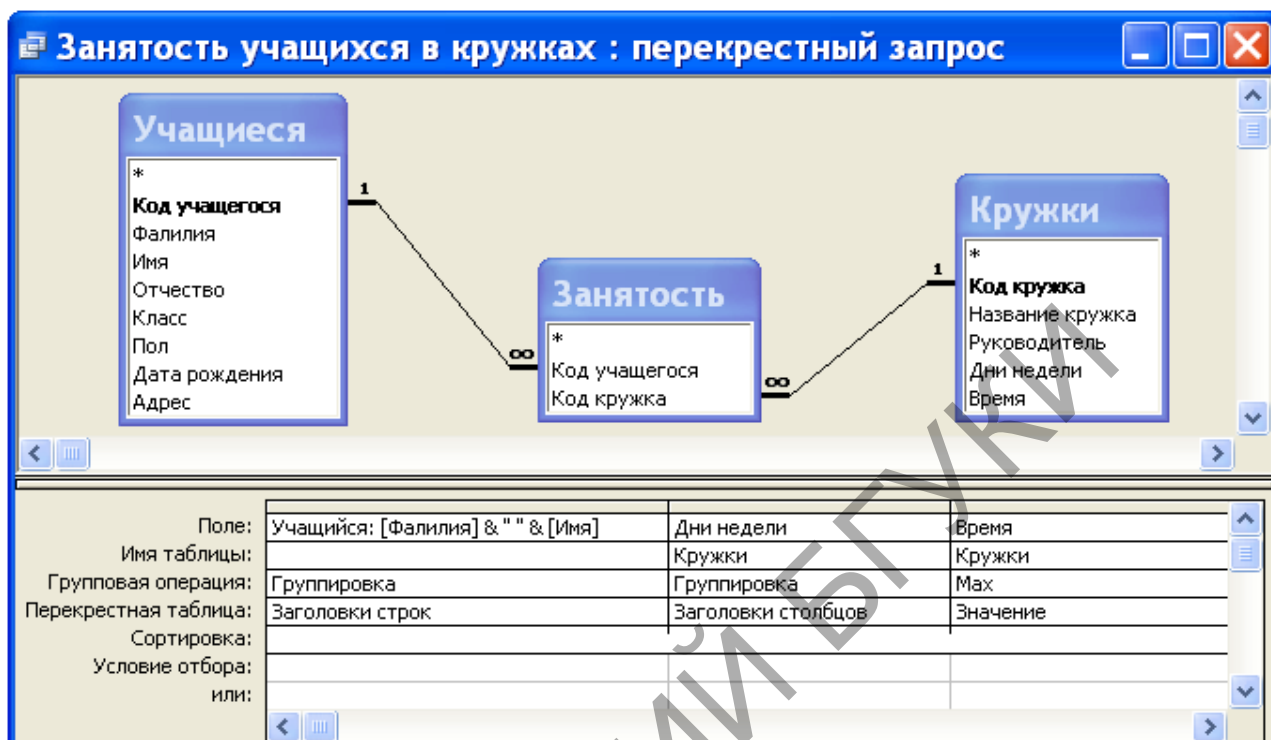 Занятость учащихся в кружках : перекрестный запрос
Учащиеся
*
Код учащегося
Фалилия
Имя
Отчество
Класс
Пол
Дата рождения
Адрес
1
∞
Занятость
*
Код учащегося
Код кружка
∞
1
Кружки
*
Код кружка
Название кружка
Руководитель
Дни недели
Время
Поле: Учащийся: [Фалилия] & " " & [Имя] Дни недели Время
Имя таблицы: Кружки Кружки
Групповая операция: Группировка Группировка Max
Перекрестная таблица: Заголовки строк Заголовки столбцов Значение
Сортировка:
Условие отбора:
или:
БГУКИ